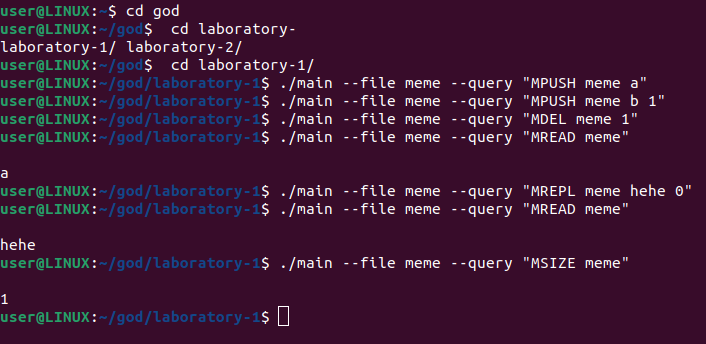 user@LINUX:~$ cd god
user@LINUX:~/god$  cd laboratory-
laboratory-1/ laboratory-2/
user@LINUX:~/god$  cd laboratory-1/
user@LINUX:~/god/laboratory-1$ ./main --file meme --query "MPUSH meme a"
user@LINUX:~/god/laboratory-1$ ./main --file meme --query "MPUSH meme b 1"
user@LINUX:~/god/laboratory-1$ ./main --file meme --query "MDEL meme 1"
user@LINUX:~/god/laboratory-1$ ./main --file meme --query "MREAD meme"
a
user@LINUX:~/god/laboratory-1$ ./main --file meme --query "MREPL meme hehe 0"
user@LINUX:~/god/laboratory-1$ ./main --file meme --query "MREAD meme"
hehe
user@LINUX:~/god/laboratory-1$ ./main --file meme --query "MSIZE meme"
1
user@LINUX:~/god/laboratory-1$